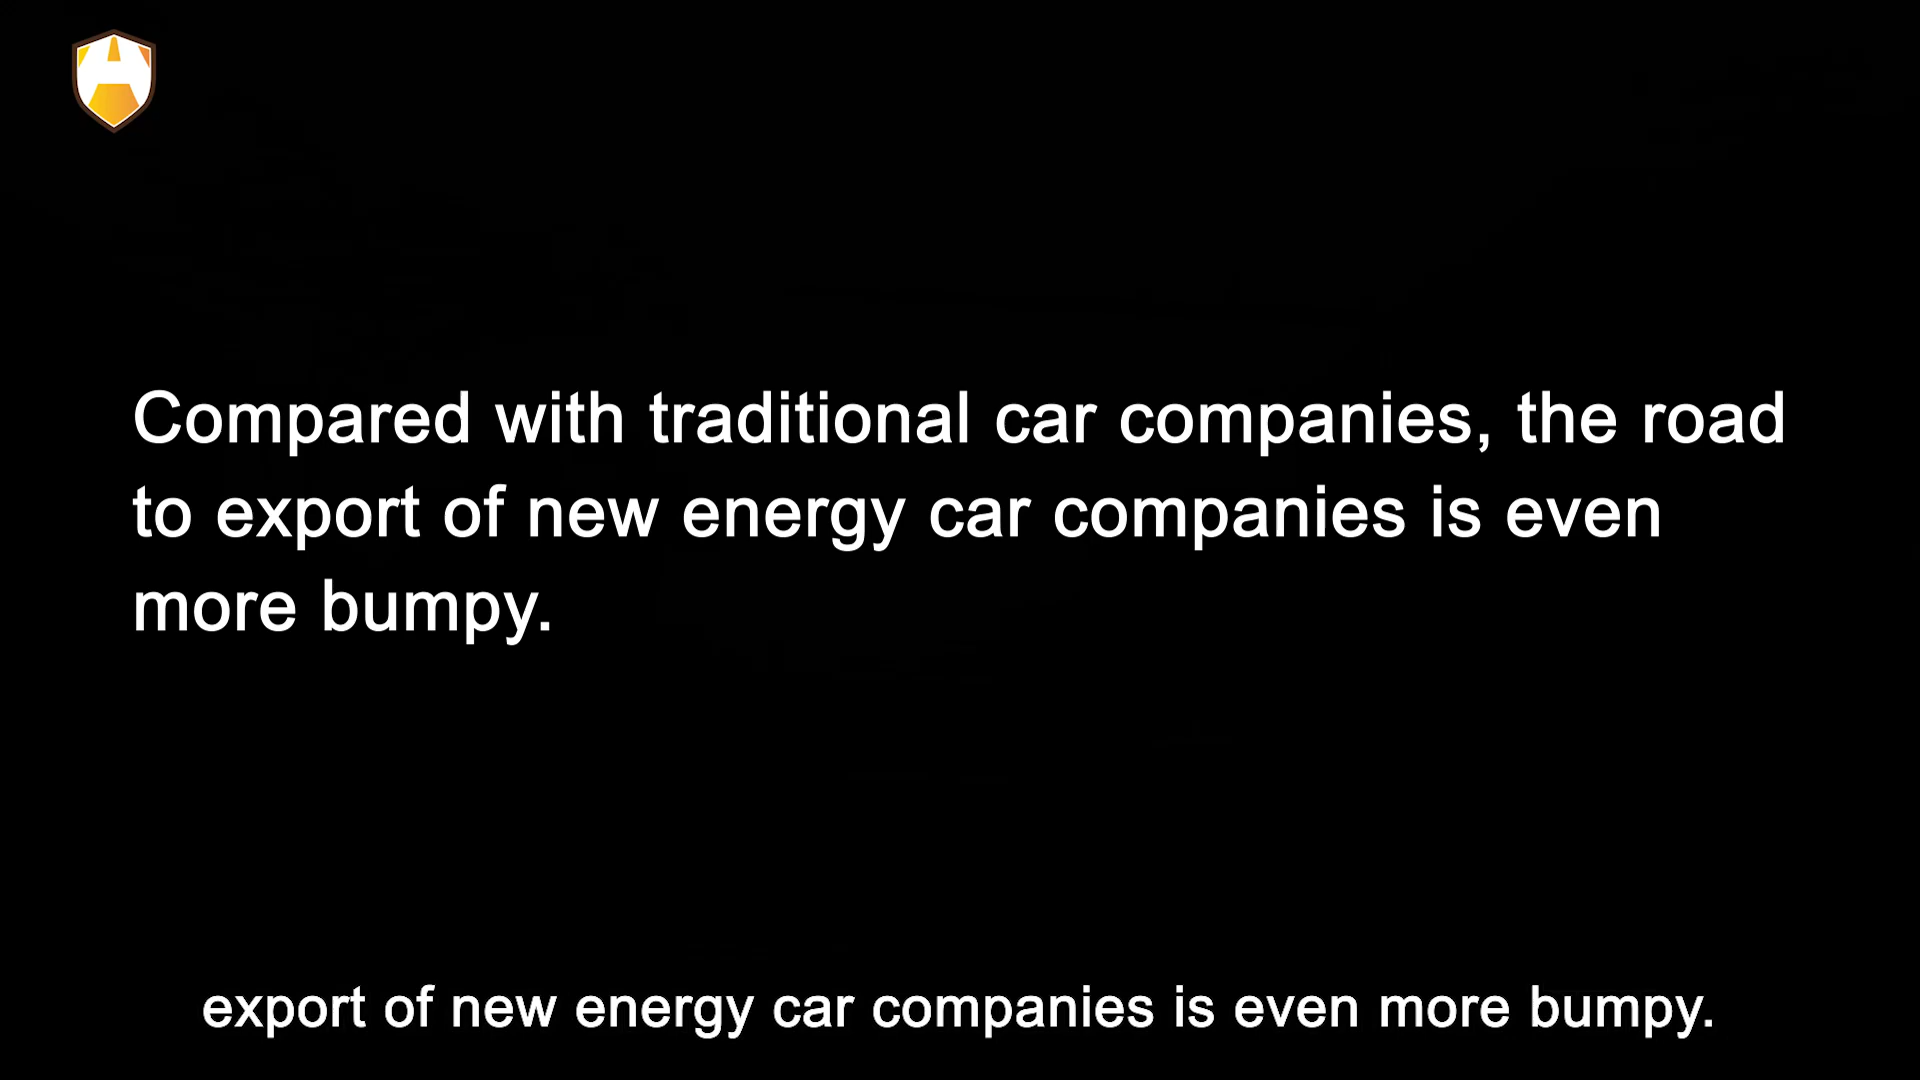 Compared with traditional car companies, the road
to export of new energy car companies is even
more bumpy.
export of new energy car companies is even more bumpy.